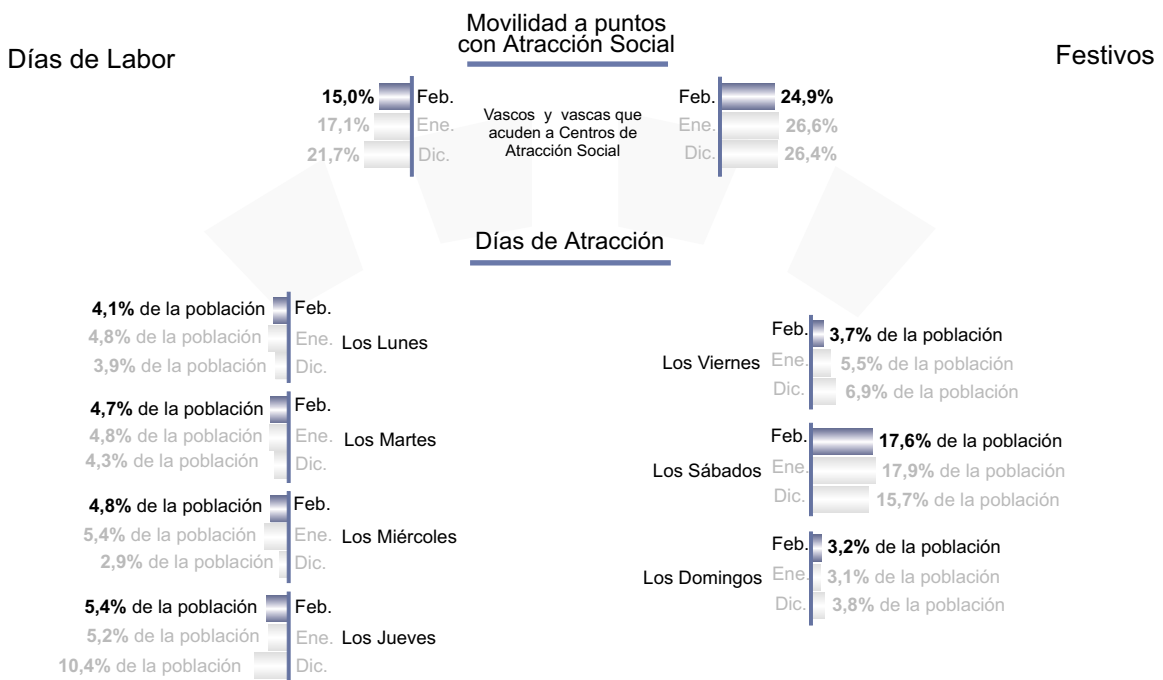 Movilidad a puntos
con Atracción Social
Días de Labor
Festivos
15,0% Feb.
17,1% Ene.
21,7% Dic.
Vascos y vascas que
acuden a Centros de
Atracción Social
Feb. 24,9%
Ene. 26,6%
Dic. 26,4%
Días de Atracción
4,1% de la población Feb.
4,8% de la población Ene. Los Lunes
3,9% de la población Dic.
4,7% de la población Feb.
4,8% de la población Ene. Los Martes
4,3% de la población Dic.
4,8% de la población Feb.
5,4% de la población Ene. Los Miércoles
2,9% de la población Dic.
5,4% de la población Feb.
5,2% de la población Ene. Los Jueves
10,4% de la población Dic.
Feb. 3,7% de la población
Los Viernes Ene. 5,5% de la población
Dic. 6,9% de la población
Feb. 17,6% de la población
Los Sábados Ene. 17,9% de la población
Dic. 15,7% de la población
Feb. 3,2% de la población
Los Domingos Ene. 3,1% de la población
Dic. 3,8% de la población